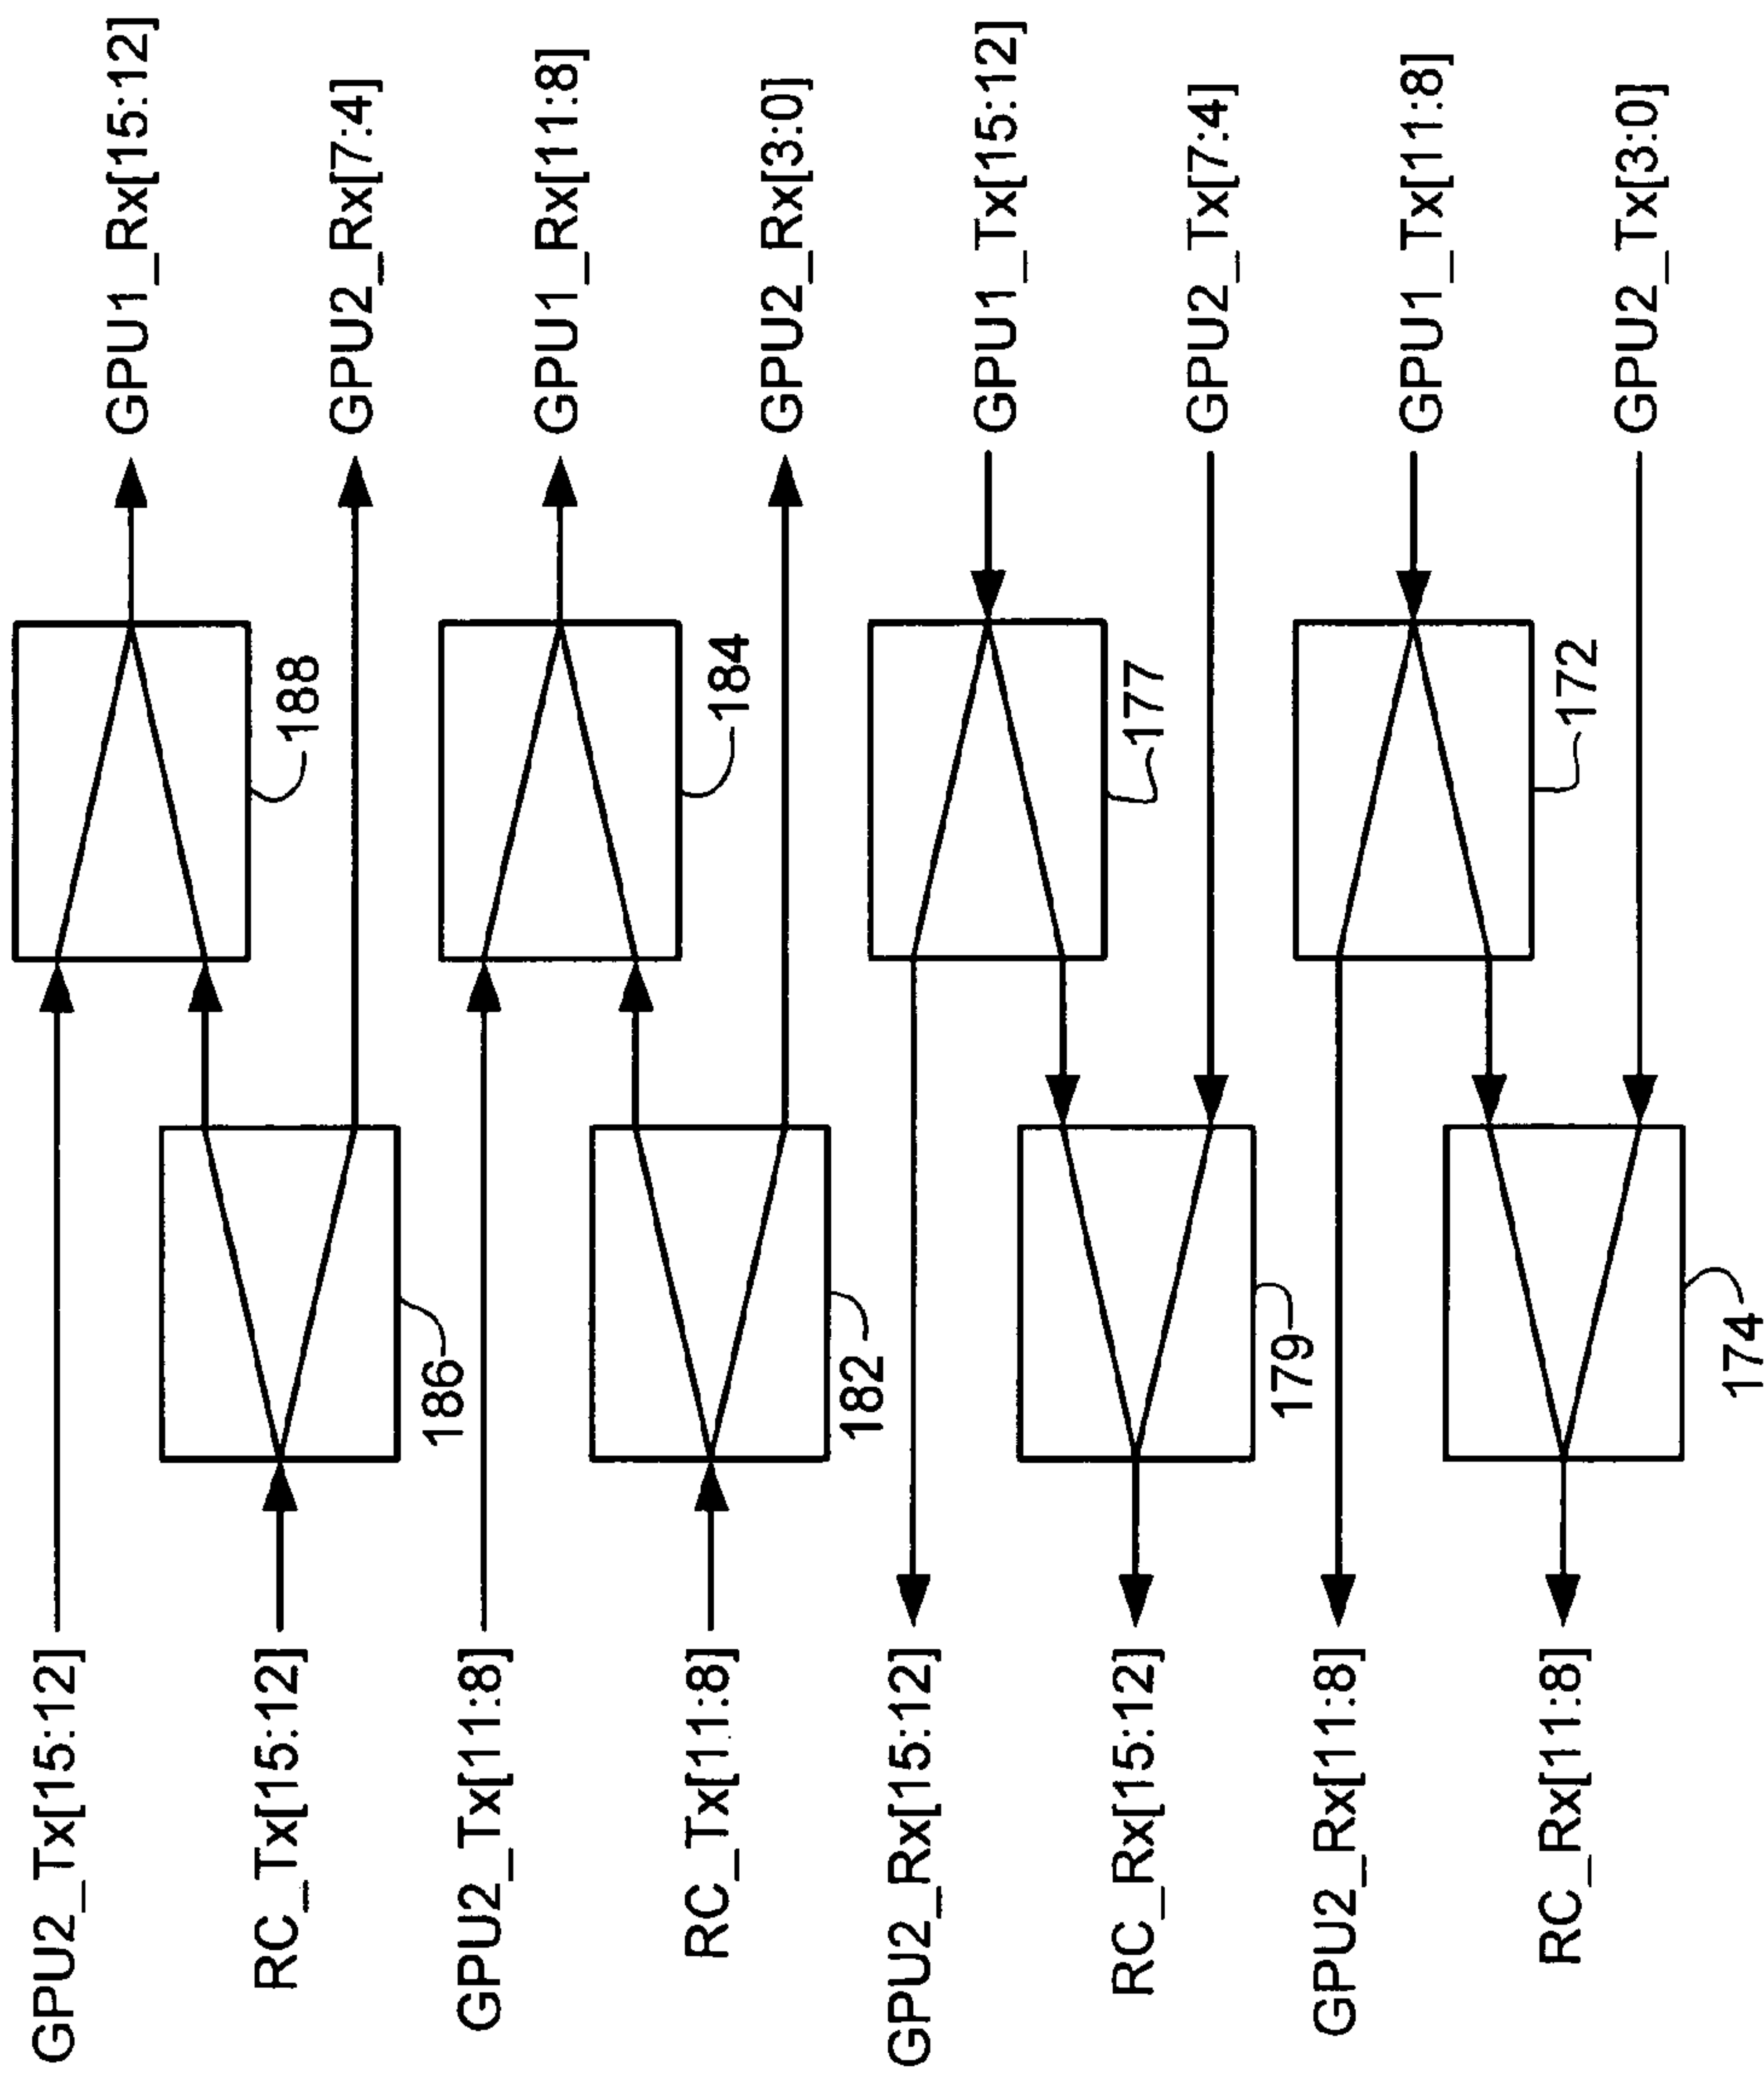 GPU2_Tx[15:12]
GPU1_Rx[15:12]
188
RC_Tx[15:12]
GPU2_Rx[7:4]
186
GPU2_Tx[11:8]
GPU1_Rx[11:8]
184
RC_Tx[11:8]
GPU2_Rx[3:0]
182
GPU2_Rx[15:12]
GPU1_Tx[15:12]
177
RC_Rx[15:12]
GPU2_Tx[7:4]
179
GPU2_Rx[11:8]
GPU1_Tx[11:8]
172
RC_Rx[11:8]
GPU2_Tx[3:0]
174